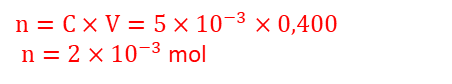 n = C × V = 5 × 10⁻³ × 0,400
n = 2 × 10⁻³ mol